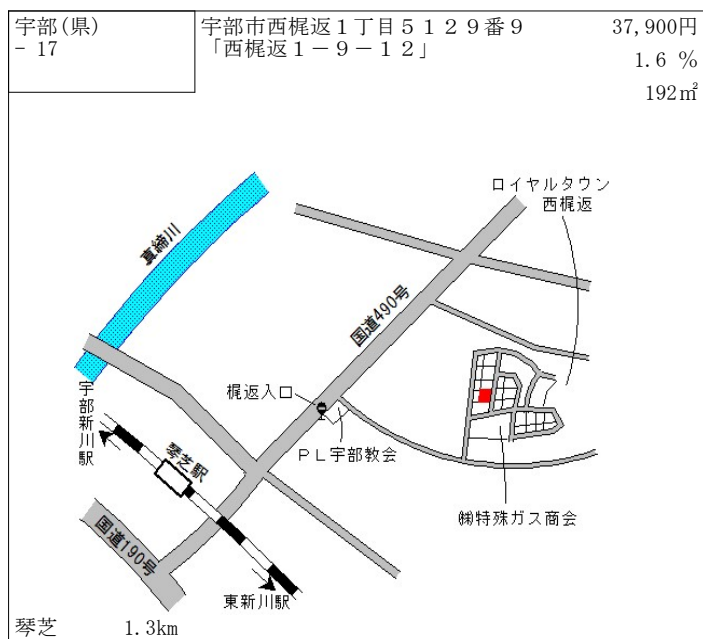 宇部(県)
－ 17
宇部市西梶返１丁目５１２９番９
「西梶返１－９－１２」
37,900円
1.6 %
192㎡
ロイヤルタウン
西梶返
真締川
国道490号
梶返入口
宇部新川駅
琴芝駅
ＰＬ宇部教会
㈱特殊ガス商会
国道190号
東新川駅
琴芝 1.3km